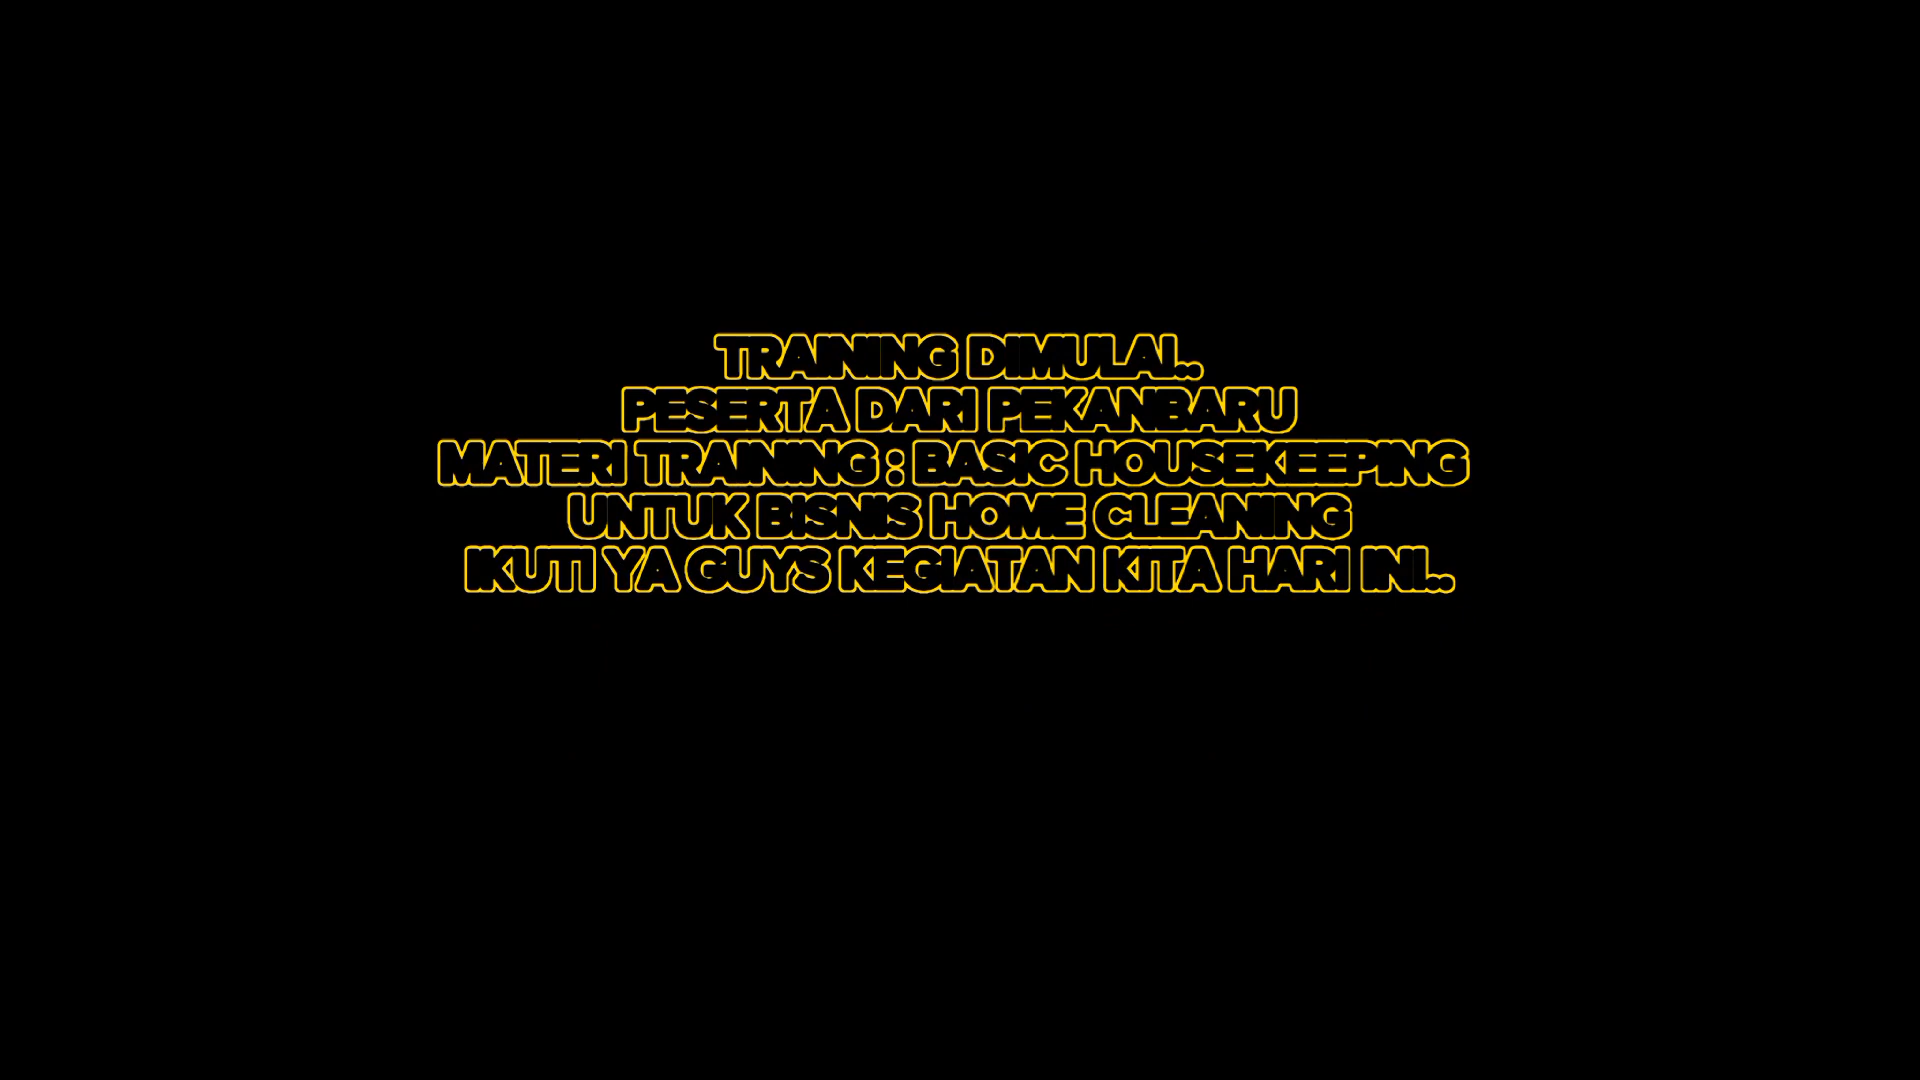 TRAINING DIMULAI..
PESERTA DARI PEKANBARU
MATERI TRAINING : BASIC HOUSEKEEPING
UNTUK BISNIS HOME CLEANING
IKUTI YA GUYS KEGIATAN KITA HARI INI..